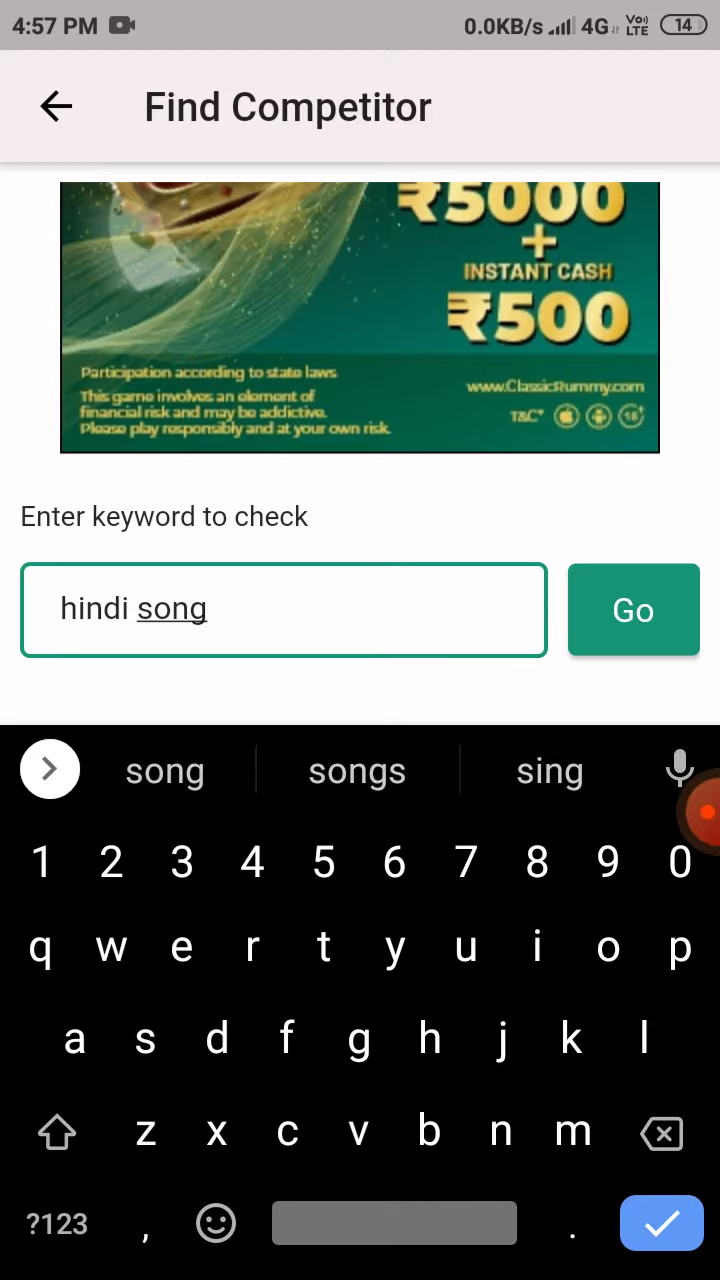 4:57 PM 0.0KB/s 4G Vo)) LTE 14
Find Competitor
₹5000
+
INSTANT CASH
₹500
Participation according to state laws
This game involves an element of
financial risk and may be addictive.
Please play responsibly and at your own risk.
www.ClassicRummy.com
T&C* 18+
Enter keyword to check
hindi song
Go
song songs sing
1 2 3 4 5 6 7 8 9 0
q w e r t y u i o p
a s d f g h j k l
z x c v b n m
?123 , .